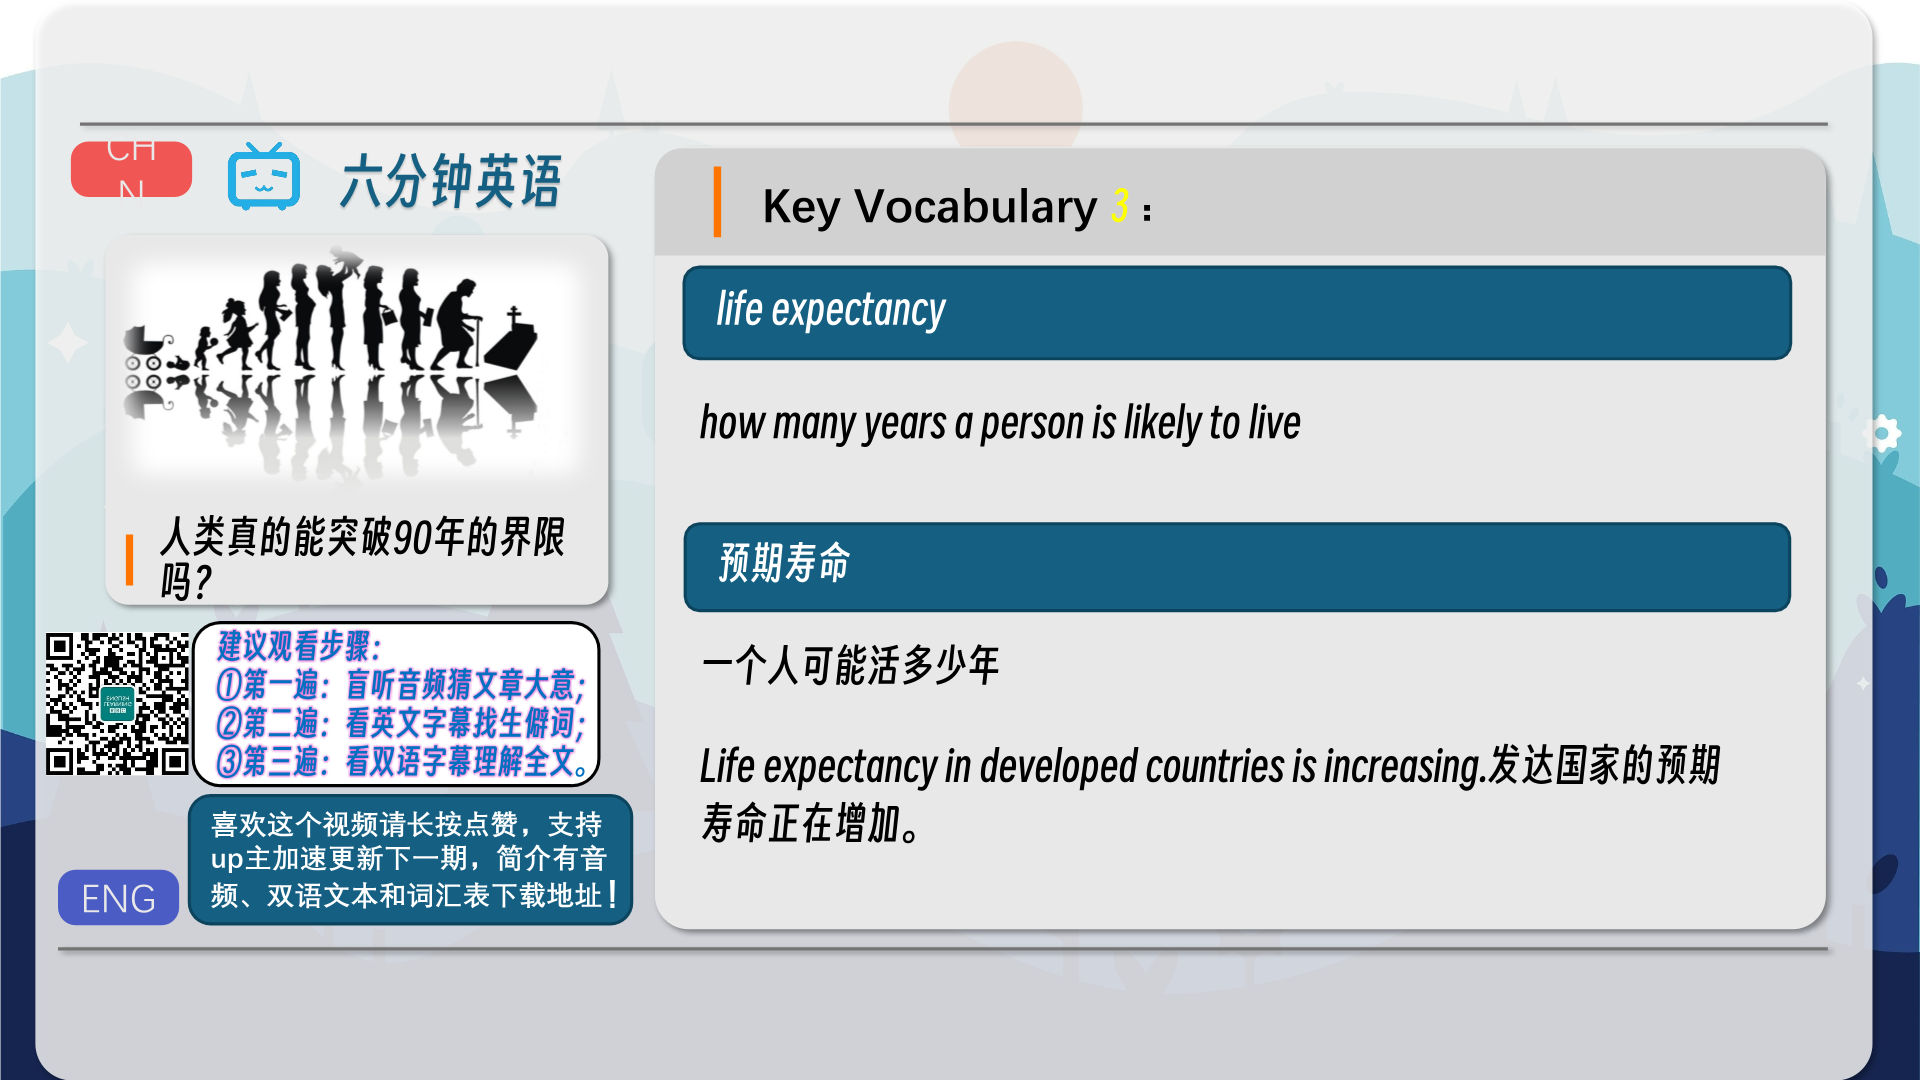 CH
N
六分钟英语
人类真的能突破90年的界限
吗?
建议观看步骤：
①第一遍：盲听音频猜文章大意;
②第二遍：看英文字幕找生僻词;
③第三遍：看双语字幕理解全文。
喜欢这个视频请长按点赞，支持
up主加速更新下一期，简介有音
频、双语文本和词汇表下载地址！
ENG
Key Vocabulary 3：
life expectancy
how many years a person is likely to live
预期寿命
一个人可能活多少年
Life expectancy in developed countries is increasing.发达国家的预期
寿命正在增加。